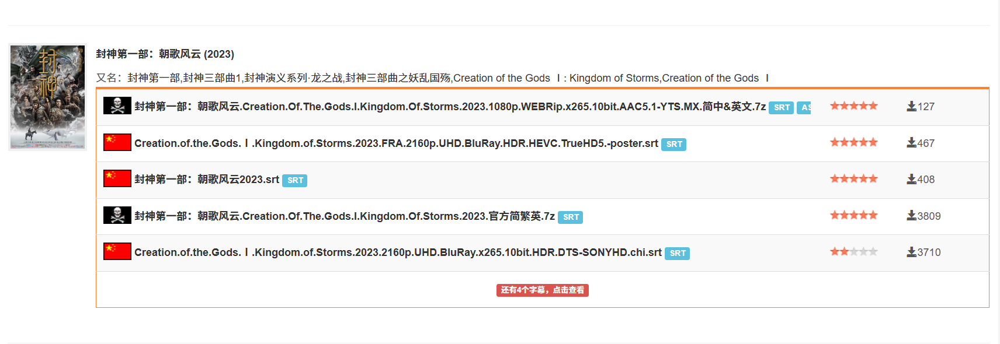 封神
封神第一部：朝歌风云 (2023)
又名：封神第一部,封神三部曲1,封神演义系列·龙之战,封神三部曲之妖乱国殇,Creation of the Gods Ⅰ: Kingdom of Storms,Creation of the Gods Ⅰ
封神第一部：朝歌风云.Creation.Of.The.Gods.I.Kingdom.Of.Storms.2023.1080p.WEBRip.x265.10bit.AAC5.1-YTS.MX.简中&英文.7z SRT AS 127
Creation.of.the.Gods.Ⅰ.Kingdom.of.Storms.2023.FRA.2160p.UHD.BluRay.HDR.HEVC.TrueHD5.-poster.srt SRT 467
封神第一部：朝歌风云2023.srt SRT 408
封神第一部：朝歌风云.Creation.Of.The.Gods.I.Kingdom.Of.Storms.2023.官方简繁英.7z SRT 3809
Creation.of.the.Gods.Ⅰ.Kingdom.of.Storms.2023.2160p.UHD.BluRay.x265.10bit.HDR.DTS-SONYHD.chi.srt SRT 3710
还有4个字幕，点击查看